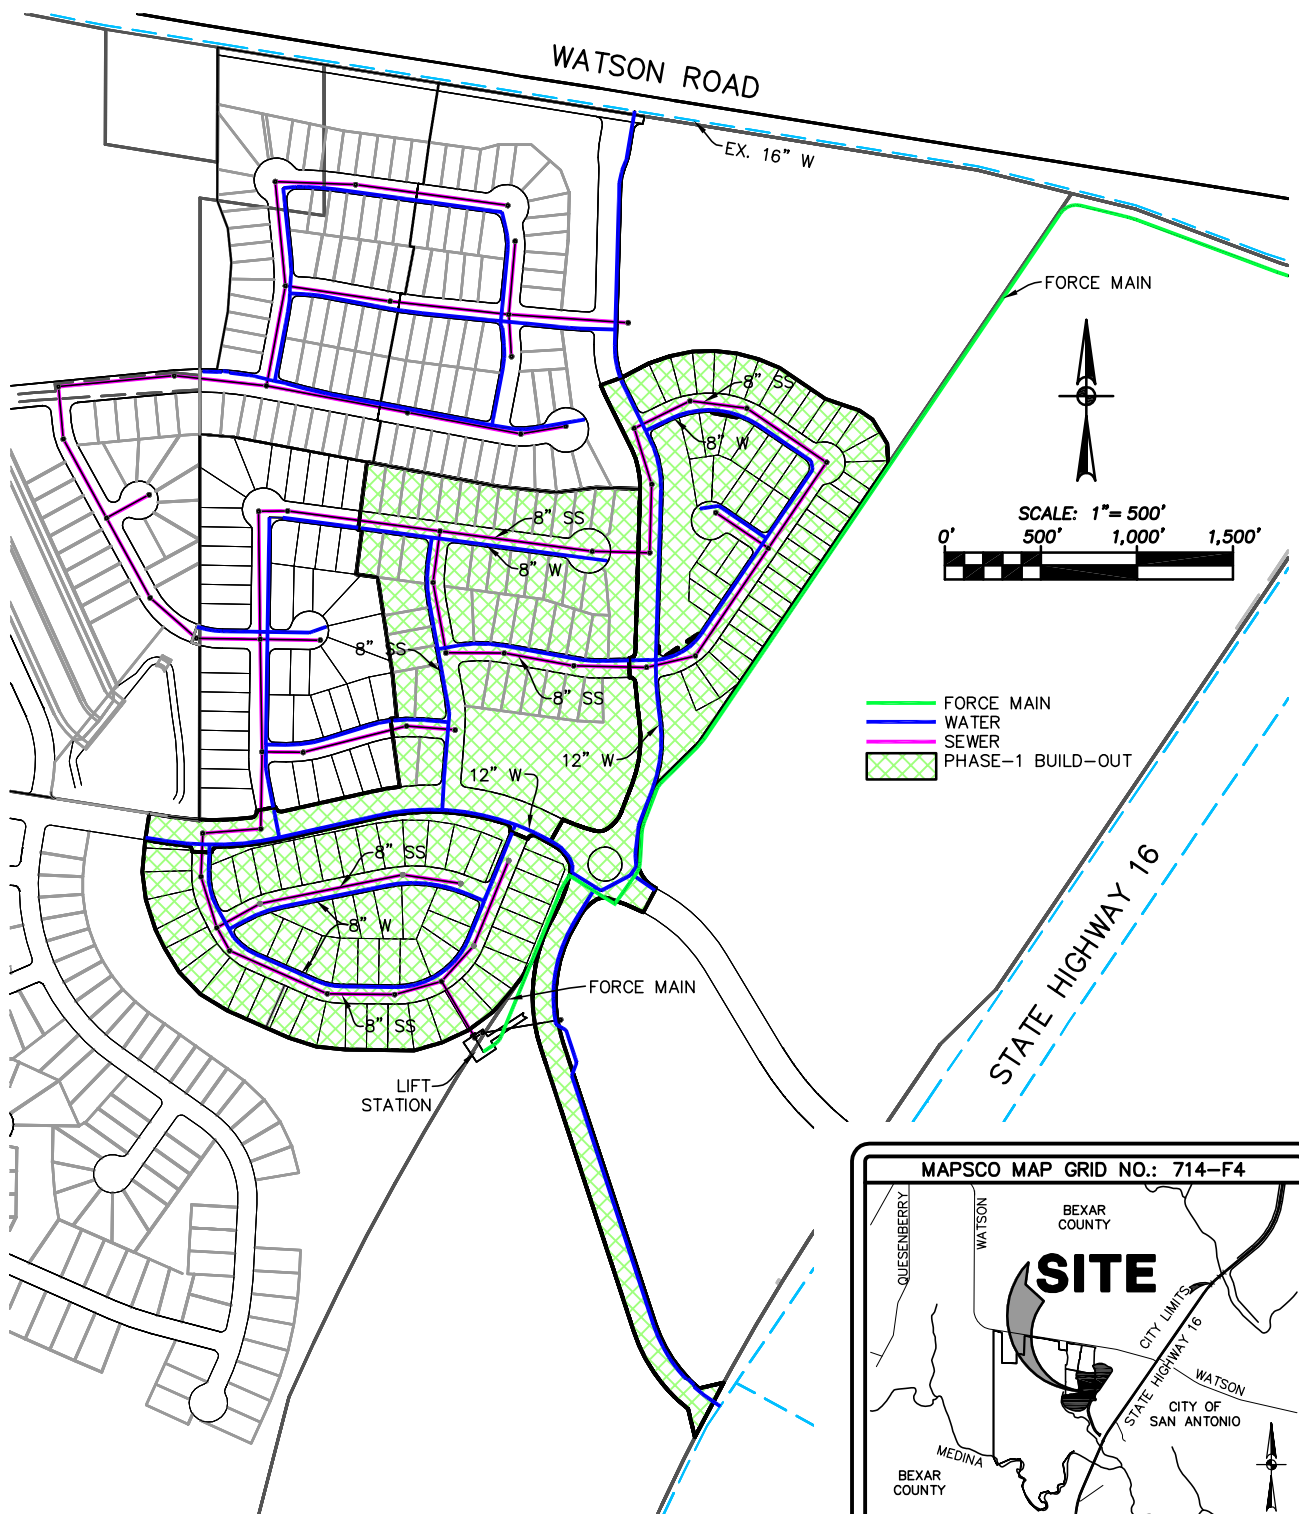 WATSON ROAD
EX. 16" W
FORCE MAIN
8" SS
8" W
SCALE: 1"= 500'
0' 500' 1,000' 1,500'
8" SS
8" W
8" SS
8" SS
FORCE MAIN
WATER
SEWER
PHASE-1 BUILD-OUT
12" W
12" W
8" SS
8" W
STATE HIGHWAY 16
FORCE MAIN
8" SS
LIFT
STATION
MAPSCO MAP GRID NO.: 714-F4
QUESENBERRY
WATSON
BEXAR
COUNTY
SITE
CITY LIMITS
STATE HIGHWAY 16
WATSON
CITY OF
SAN ANTONIO
MEDINA
BEXAR
COUNTY